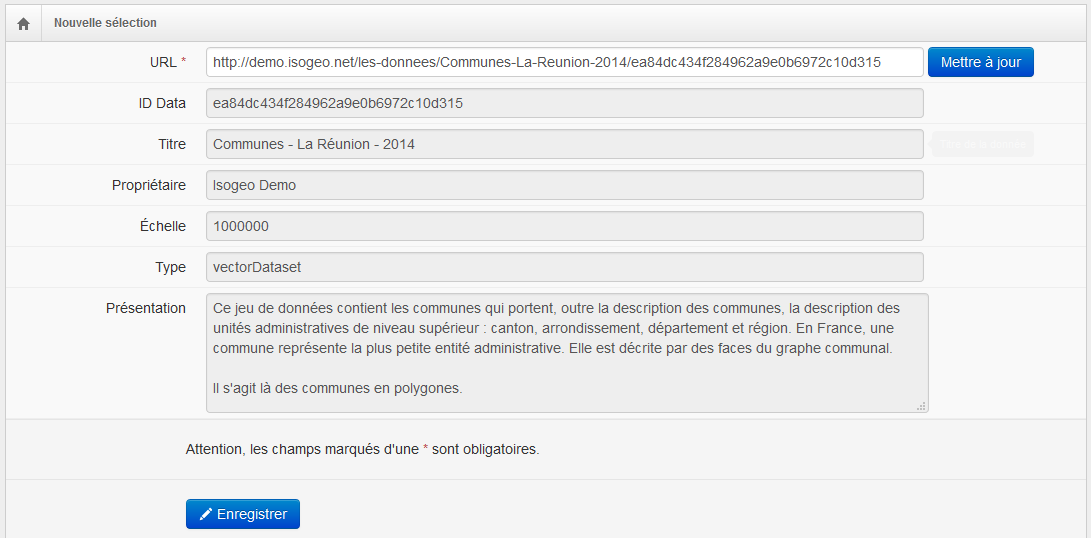 Nouvelle sélection
URL *
http://demo.isogeo.net/les-donnees/Communes-La-Reunion-2014/ea84dc434f284962a9e0b6972c10d315
Mettre à jour
ID Data
ea84dc434f284962a9e0b6972c10d315
Titre
Communes - La Réunion - 2014
Propriétaire
Isogeo Demo
Échelle
1000000
Type
vectorDataset
Présentation
Ce jeu de données contient les communes qui portent, outre la description des communes, la description des
unités administratives de niveau supérieur : canton, arrondissement, département et région. En France, une
commune représente la plus petite entité administrative. Elle est décrite par des faces du graphe communal.
Il s'agit là des communes en polygones.
Attention, les champs marqués d'une * sont obligatoires.
Enregistrer